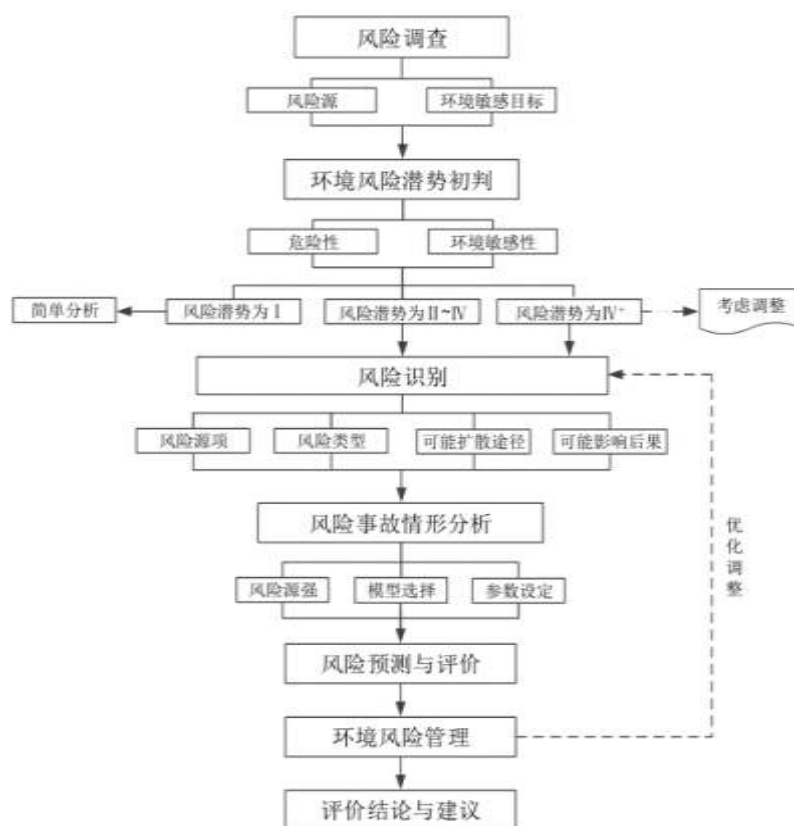 风险调查
风险源
环境敏感目标
环境风险潜势初判
危险性
环境敏感性
简单分析
风险潜势为Ⅰ
风险潜势为Ⅱ~Ⅳ
风险潜势为Ⅳ⁺
考虑调整
风险识别
风险源项
风险类型
可能扩散途径
可能影响后果
风险事故情形分析
优化调整
风险源强
模型选择
参数设定
风险预测与评价
环境风险管理
评价结论与建议